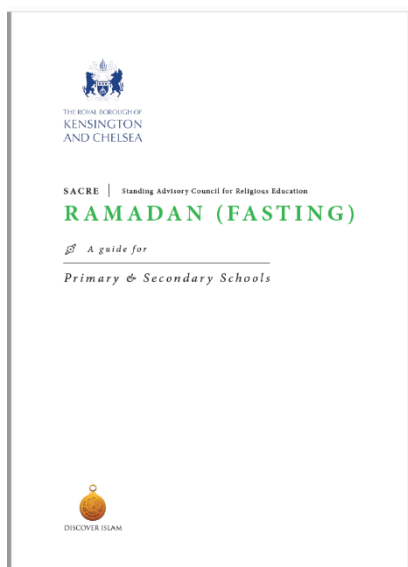 THE ROYAL BOROUGH OF
KENSINGTON
AND CHELSEA
SACRE | Standing Advisory Council for Religious Education
RAMADAN (FASTING)
A guide for
Primary & Secondary Schools
DISCOVER ISLAM